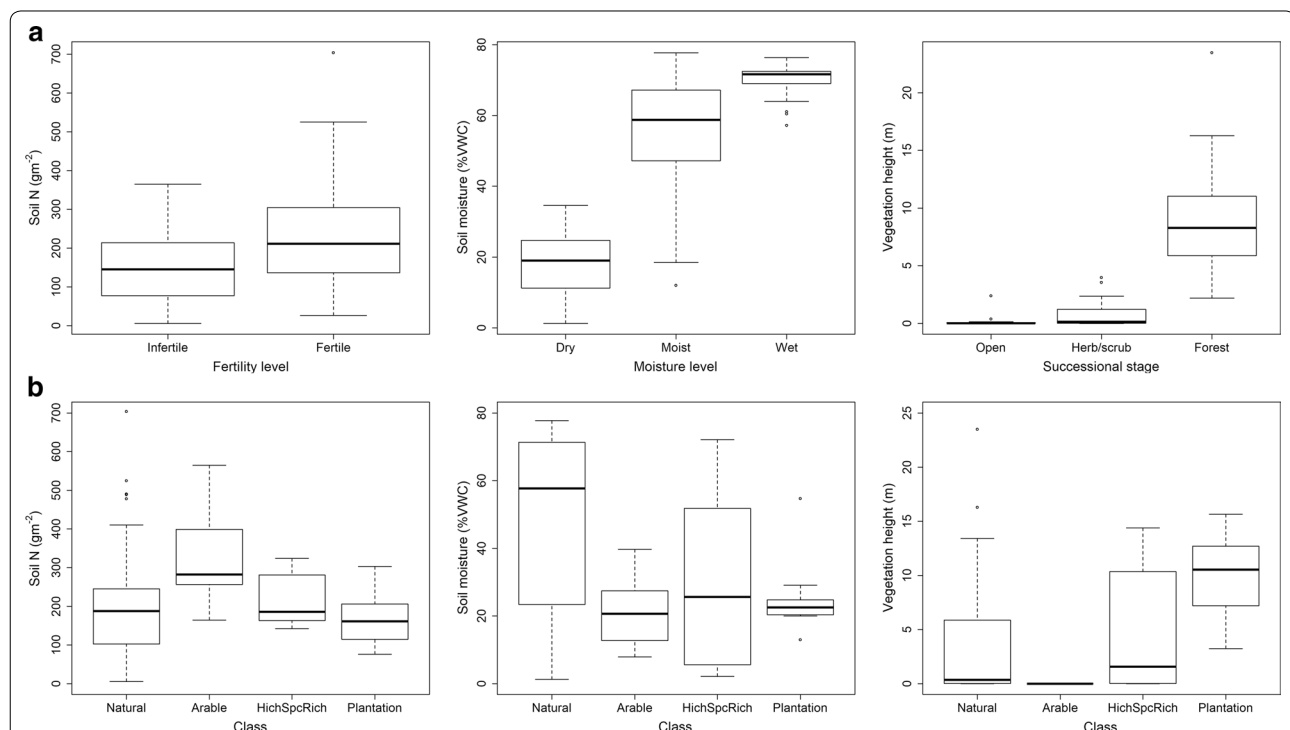 a
Soil N (gm-2)
700
600
500
400
300
200
100
0
Infertile Fertile
Fertility level
Soil moisture (%VWC)
80
60
40
20
0
Dry Moist Wet
Moisture level
Vegetation height (m)
20
15
10
5
0
Open Herb/scrub Forest
Successional stage
b
Soil N (gm-2)
700
600
500
400
300
200
100
0
Natural Arable HichSpcRich Plantation
Class
Soil moisture (%VWC)
80
60
40
20
0
Natural Arable HichSpcRich Plantation
Class
Vegetation height (m)
25
20
15
10
5
0
Natural Arable HichSpcRich Plantation
Class